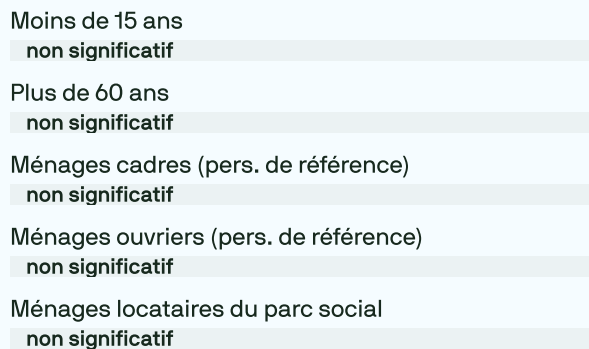 Moins de 15 ans
non significatif
Plus de 60 ans
non significatif
Ménages cadres (pers. de référence)
non significatif
Ménages ouvriers (pers. de référence)
non significatif
Ménages locataires du parc social
non significatif